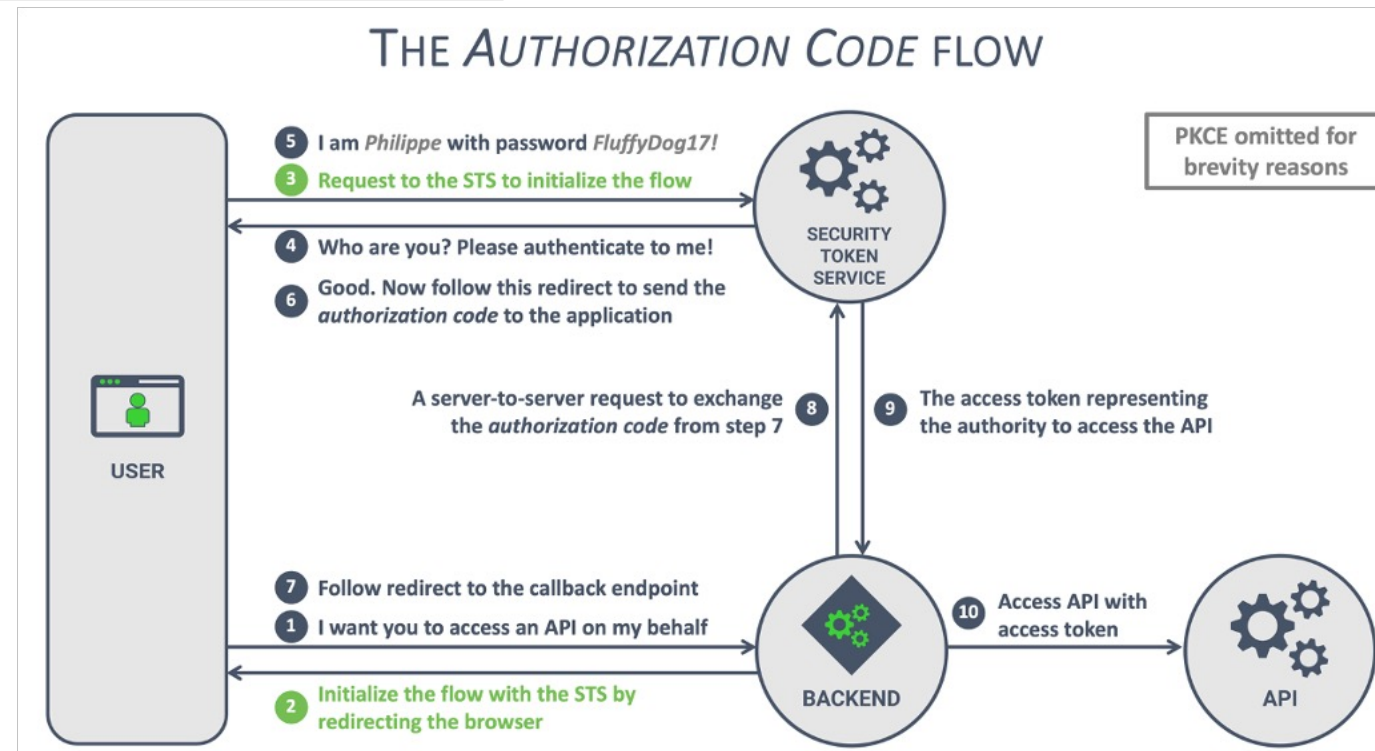 THE AUTHORIZATION CODE FLOW
PKCE omitted for
brevity reasons
5 I am Philippe with password FluffyDog17!
3 Request to the STS to initialize the flow
4 Who are you? Please authenticate to me!
6 Good. Now follow this redirect to send the
authorization code to the application
SECURITY
TOKEN
SERVICE
USER
A server-to-server request to exchange
the authorization code from step 7
8
9 The access token representing
the authority to access the API
7 Follow redirect to the callback endpoint
1 I want you to access an API on my behalf
2 Initialize the flow with the STS by
redirecting the browser
BACKEND
10 Access API with
access token
API